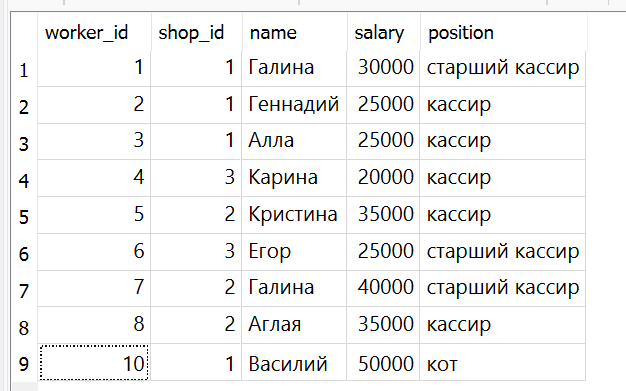 worker_id shop_id name salary position
1 1 1 Галина 30000 старший кассир
2 2 1 Геннадий 25000 кассир
3 3 1 Алла 25000 кассир
4 4 3 Карина 20000 кассир
5 5 2 Кристина 35000 кассир
6 6 3 Егор 25000 старший кассир
7 7 2 Галина 40000 старший кассир
8 8 2 Аглая 35000 кассир
9 10 1 Василий 50000 кот